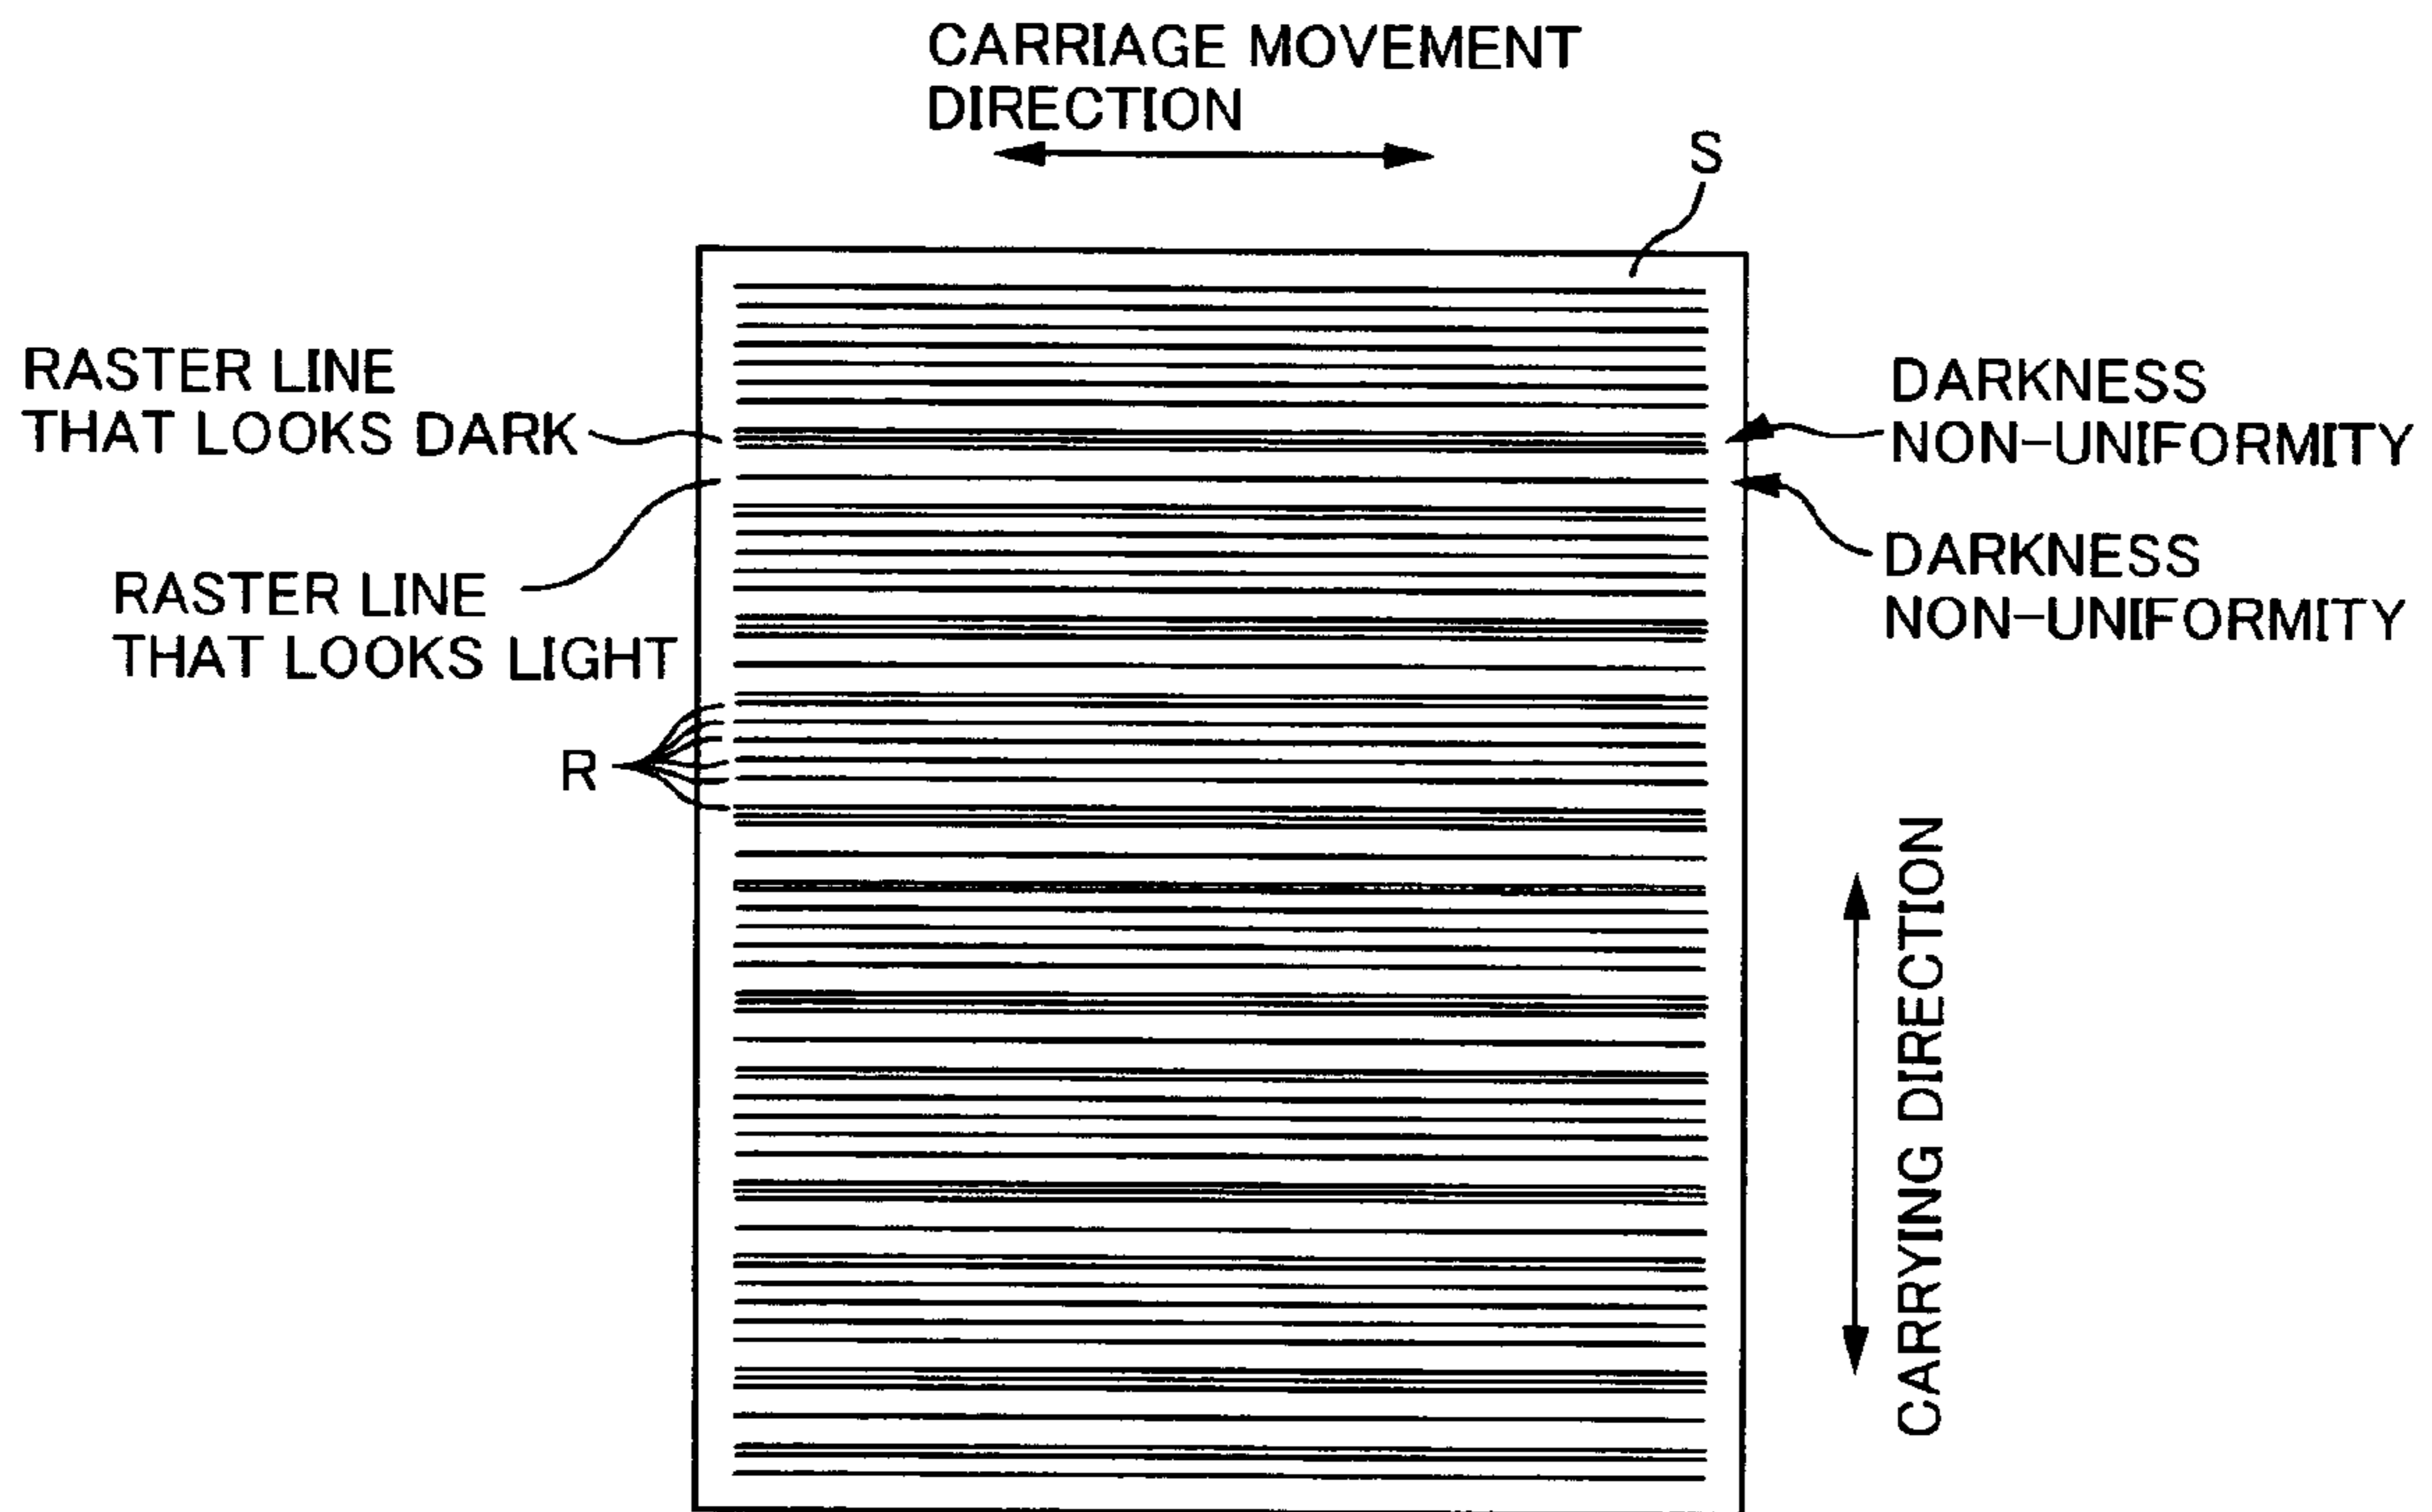 CARRIAGE MOVEMENT
DIRECTION
S
RASTER LINE
THAT LOOKS DARK
DARKNESS
NON-UNIFORMITY
DARKNESS
NON-UNIFORMITY
RASTER LINE
THAT LOOKS LIGHT
R
CARRYING DIRECTION